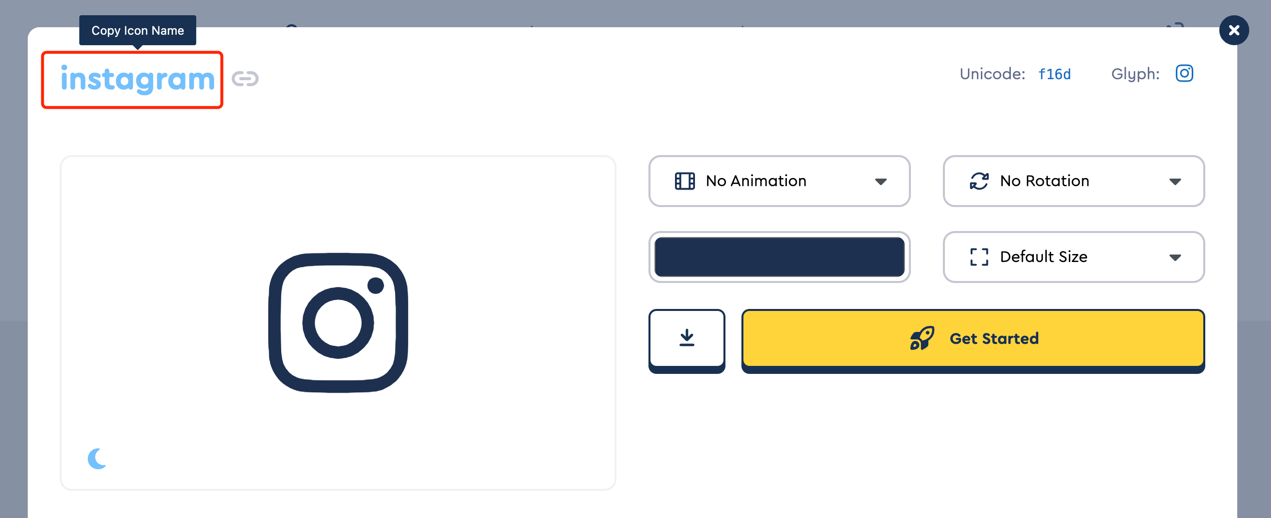 Copy Icon Name
instagram
Unicode: f16d
Glyph:
No Animation
No Rotation
Default Size
Get Started